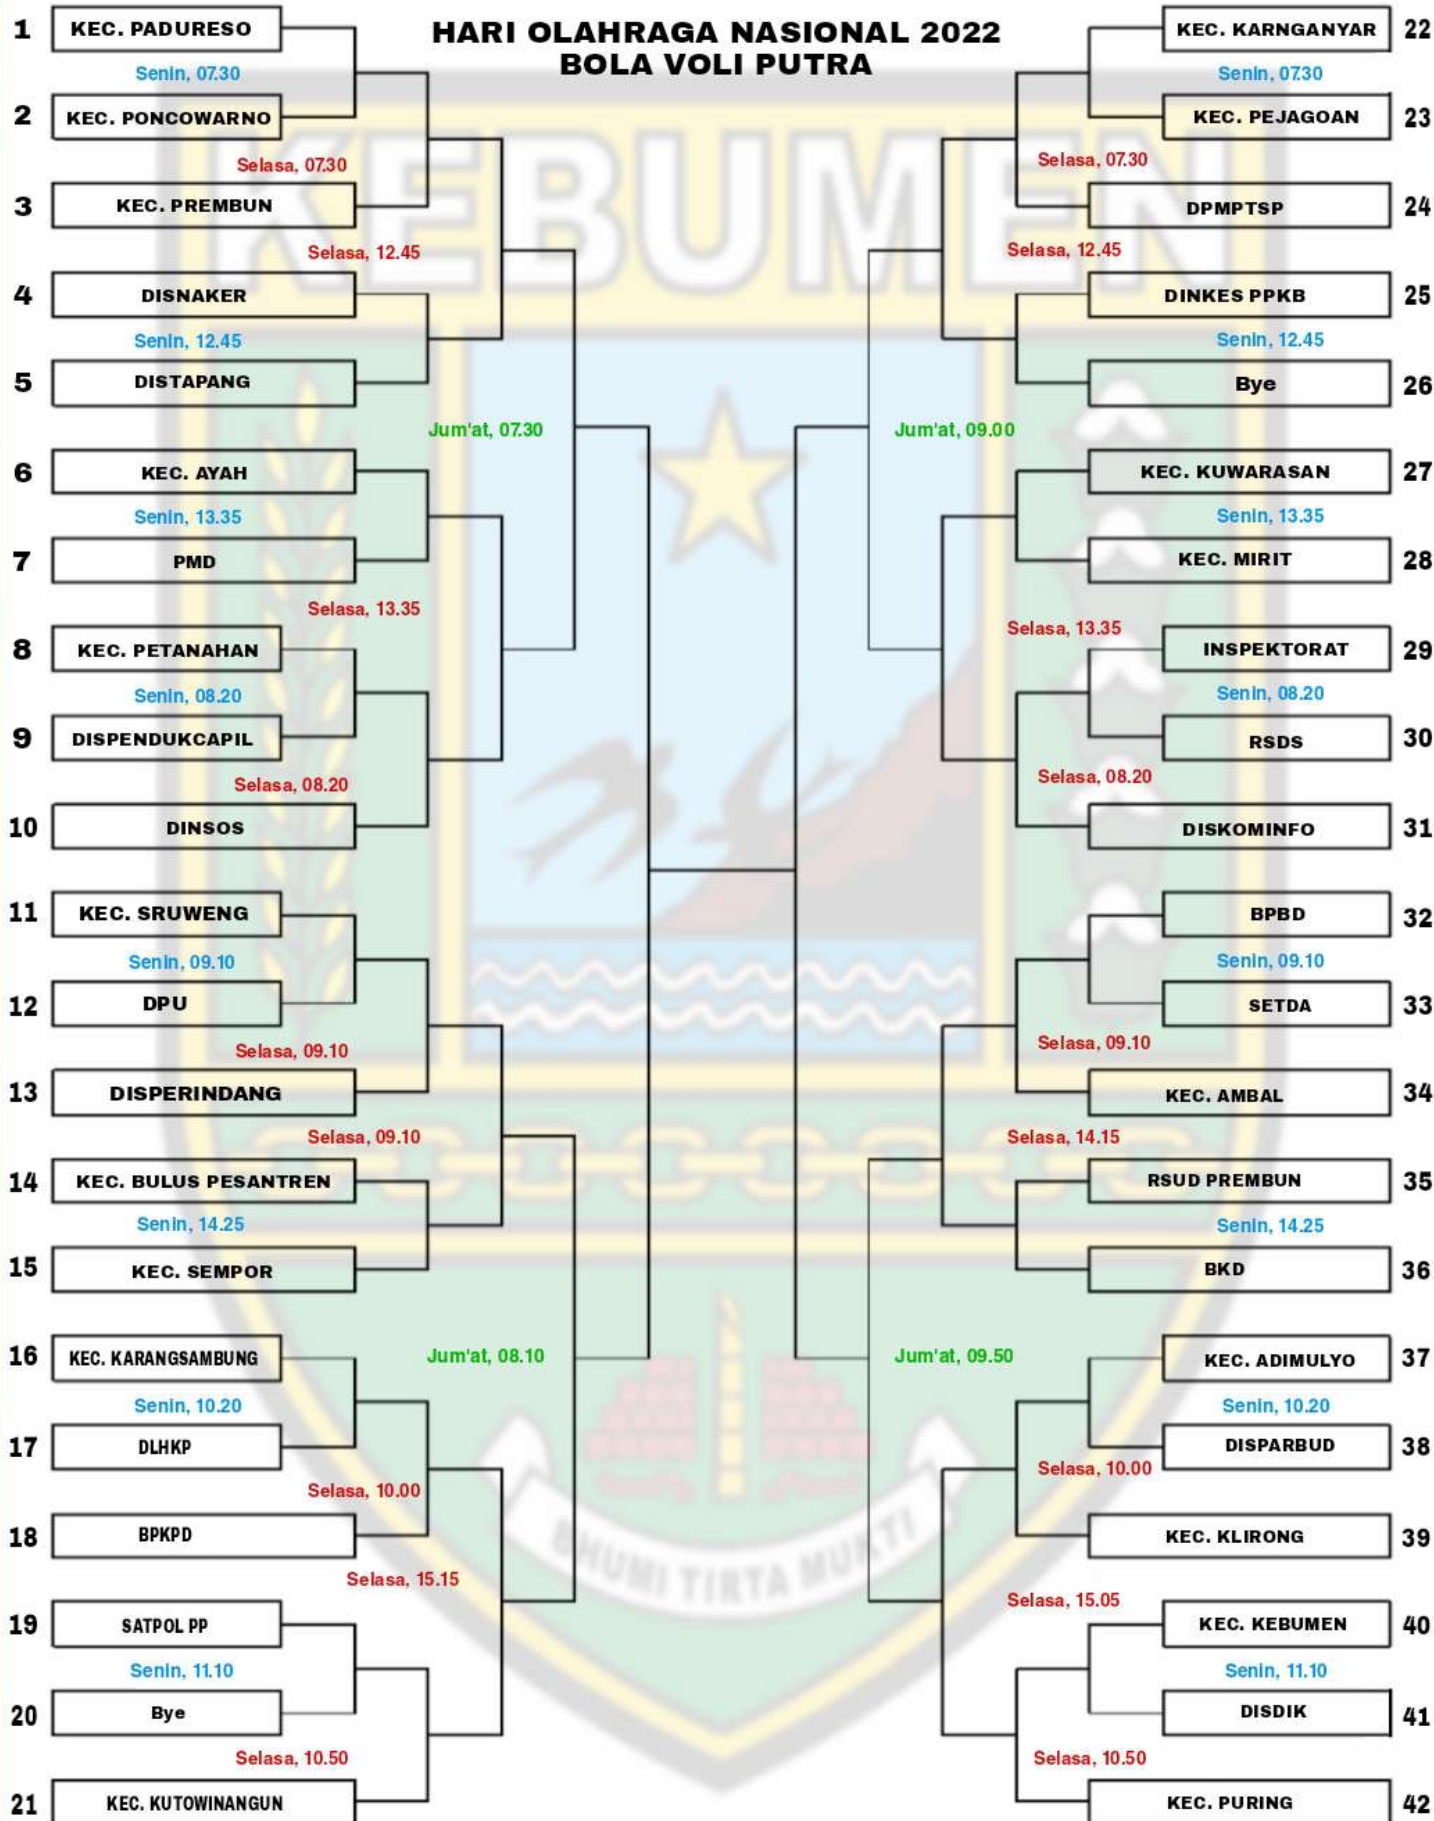 HARI OLAHRAGA NASIONAL 2022
BOLA VOLI PUTRA
KEBUMEN
1 KEC. PADURESO
Senin, 07.30
2 KEC. PONCOWARNO
Selasa, 07.30
3 KEC. PREMBUN
Selasa, 12.45
4 DISNAKER
Senin, 12.45
5 DISTAPANG
Jum'at, 07.30
6 KEC. AYAH
Senin, 13.35
7 PMD
Selasa, 13.35
8 KEC. PETANAHAN
Senin, 08.20
9 DISPENDUKCAPIL
Selasa, 08.20
10 DINSOS
11 KEC. SRUWENG
Senin, 09.10
12 DPU
Selasa, 09.10
13 DISPERINDANG
Selasa, 09.10
14 KEC. BULUS PESANTREN
Senin, 14.25
15 KEC. SEMPOR
16 KEC. KARANGSAMBUNG
Jum'at, 08.10
Senin, 10.20
17 DLHKP
Selasa, 10.00
18 BPKPD
Selasa, 15.15
19 SATPOL PP
Senin, 11.10
20 Bye
Selasa, 10.50
21 KEC. KUTOWINANGUN
KEC. KARNGANYAR 22
Senin, 07.30
KEC. PEJAGOAN 23
Selasa, 07.30
DPMPTSP 24
Selasa, 12.45
DINKES PPKB 25
Senin, 12.45
Bye 26
Jum'at, 09.00
KEC. KUWARASAN 27
Senin, 13.35
KEC. MIRIT 28
Selasa, 13.35
INSPEKTORAT 29
Senin, 08.20
RSDS 30
Selasa, 08.20
DISKOMINFO 31
BPBD 32
Senin, 09.10
SETDA 33
Selasa, 09.10
KEC. AMBAL 34
Selasa, 14.15
RSUD PREMBUN 35
Senin, 14.25
BKD 36
Jum'at, 09.50
KEC. ADIMULYO 37
Senin, 10.20
DISPARBUD 38
Selasa, 10.00
KEC. KLIRONG 39
Selasa, 15.05
KEC. KEBUMEN 40
Senin, 11.10
DISDIK 41
Selasa, 10.50
KEC. PURING 42
BHUMI TIRTA MUKTI